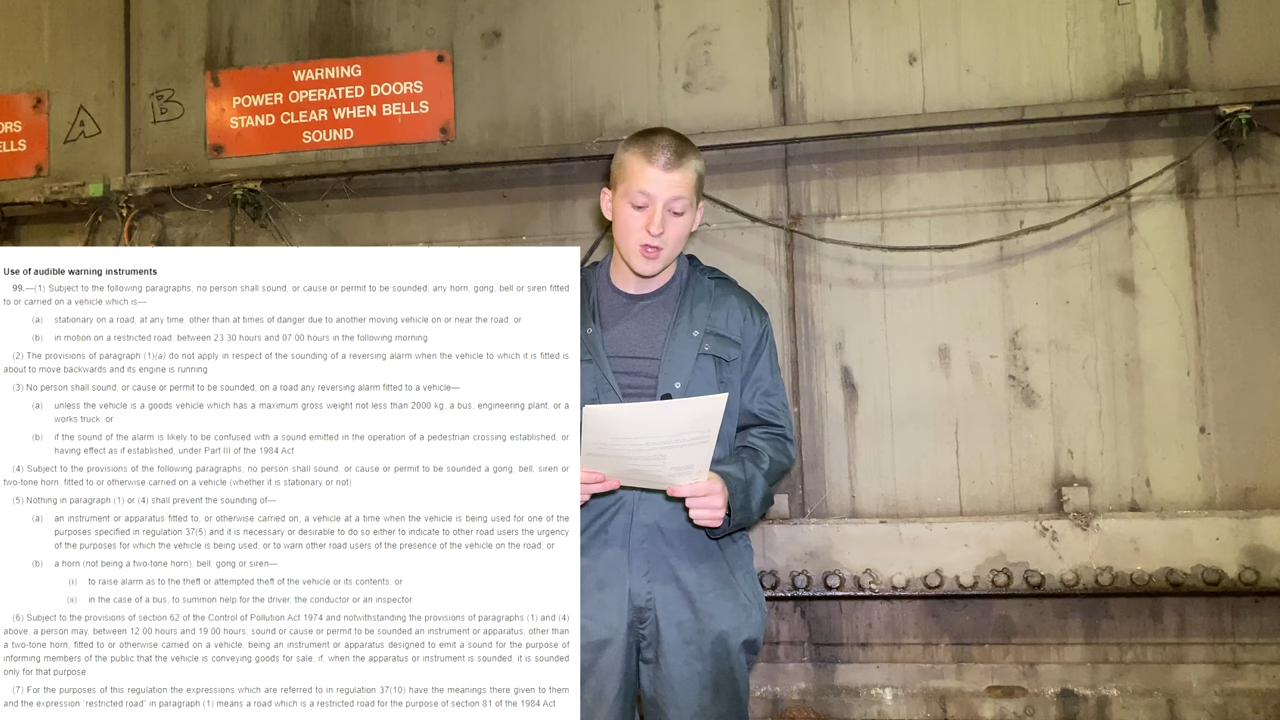 ORS
ELLS
A
B
WARNING
POWER OPERATED DOORS
STAND CLEAR WHEN BELLS
SOUND
Use of audible warning instruments
99.—(1) Subject to the following paragraphs, no person shall sound, or cause or permit to be sounded, any horn, gong, bell or siren fitted
to or carried on a vehicle which is—
(a) stationary on a road, at any time, other than at times of danger due to another moving vehicle on or near the road; or
(b) in motion on a restricted road, between 23.30 hours and 07.00 hours in the following morning.
(2) The provisions of paragraph (1)(a) do not apply in respect of the sounding of a reversing alarm when the vehicle to which it is fitted is
about to move backwards and its engine is running.
(3) No person shall sound, or cause or permit to be sounded, on a road any reversing alarm fitted to a vehicle—
(a) unless the vehicle is a goods vehicle which has a maximum gross weight not less than 2000 kg, a bus, engineering plant, or a
works truck; or
(b) if the sound of the alarm is likely to be confused with a sound emitted in the operation of a pedestrian crossing established, or
having effect as if established, under Part III of the 1984 Act.
(4) Subject to the provisions of the following paragraphs, no person shall sound, or cause or permit to be sounded a gong, bell, siren or
two-tone horn, fitted to or otherwise carried on a vehicle (whether it is stationary or not).
(5) Nothing in paragraph (1) or (4) shall prevent the sounding of—
(a) an instrument or apparatus fitted to, or otherwise carried on, a vehicle at a time when the vehicle is being used for one of the
purposes specified in regulation 37(5) and it is necessary or desirable to do so either to indicate to other road users the urgency
of the purposes for which the vehicle is being used, or to warn other road users of the presence of the vehicle on the road; or
(b) a horn (not being a two-tone horn), bell, gong or siren—
(i) to raise alarm as to the theft or attempted theft of the vehicle or its contents; or
(ii) in the case of a bus, to summon help for the driver, the conductor or an inspector.
(6) Subject to the provisions of section 62 of the Control of Pollution Act 1974 and notwithstanding the provisions of paragraphs (1) and (4)
above, a person may, between 12.00 hours and 19.00 hours, sound or cause or permit to be sounded an instrument or apparatus, other than
a two-tone horn, fitted to or otherwise carried on a vehicle, being an instrument or apparatus designed to emit a sound for the purpose of
informing members of the public that the vehicle is conveying goods for sale, if, when the apparatus or instrument is sounded, it is sounded
only for that purpose.
(7) For the purposes of this regulation the expressions which are referred to in regulation 37(10) have the meanings there given to them
and the expression "restricted road" in paragraph (1) means a road which is a restricted road for the purpose of section 81 of the 1984 Act.